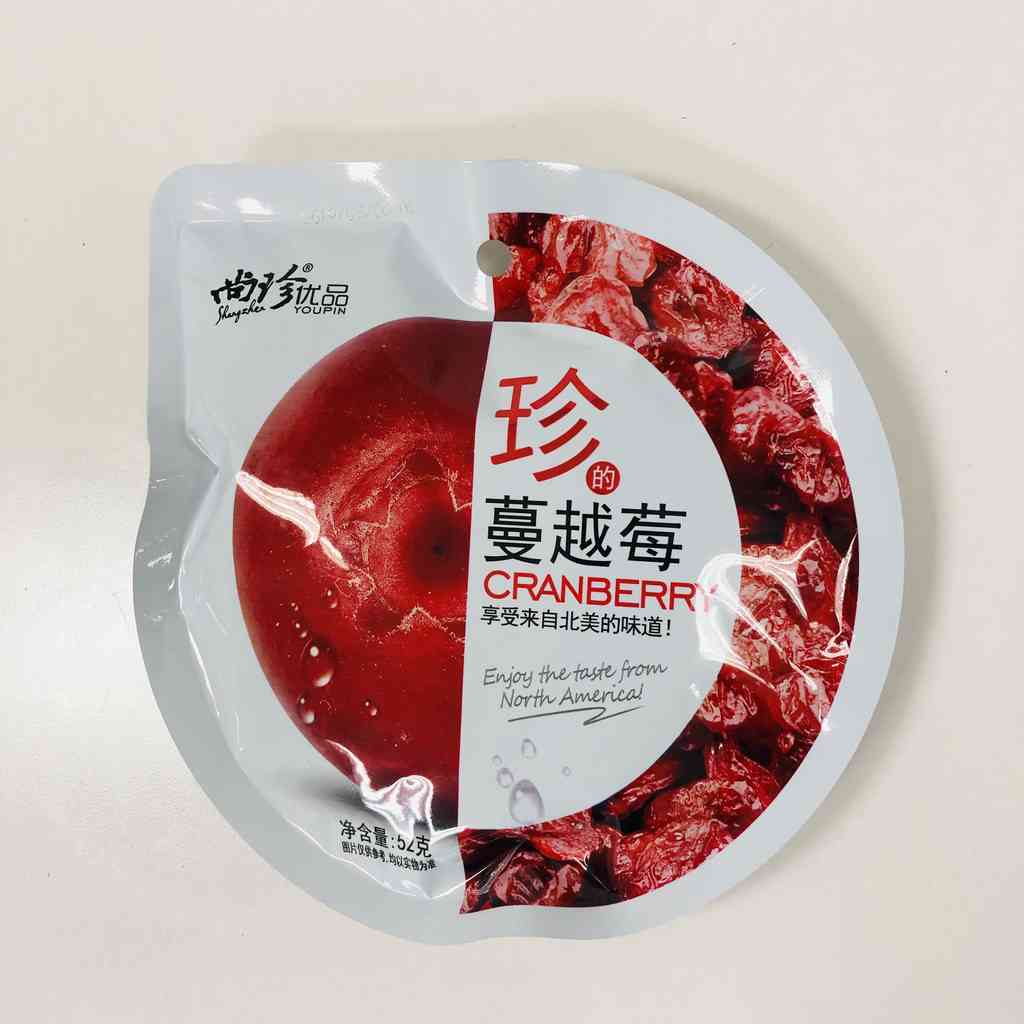 尚珍®优品
Shangzhen YOUPIN
珍
的
蔓越莓
CRANBERRY
享受来自北美的味道!
Enjoy the taste from
North America!
净含量:52克
图片仅供参考,均以实物为准